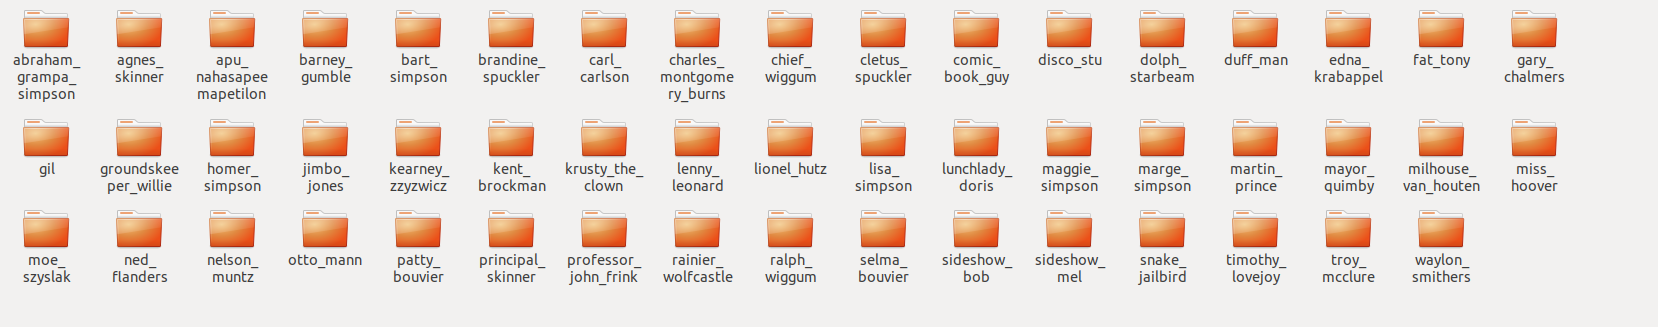 abraham_
grampa_
simpson
agnes_
skinner
apu_
nahasapee
mapetilon
barney_
gumble
bart_
simpson
brandine_
spuckler
carl_
carlson
charles_
montgome
ry_burns
chief_
wiggum
cletus_
spuckler
comic_
book_guy
disco_stu
dolph_
starbeam
duff_man
edna_
krabappel
fat_tony
gary_
chalmers
gil
groundskee
per_willie
homer_
simpson
jimbo_
jones
kearney_
zzyzwicz
kent_
brockman
krusty_the_
clown
lenny_
leonard
lionel_hutz
lisa_
simpson
lunchlady_
doris
maggie_
simpson
marge_
simpson
martin_
prince
mayor_
quimby
milhouse_
van_houten
miss_
hoover
moe_
szyslak
ned_
flanders
nelson_
muntz
otto_mann
patty_
bouvier
principal_
skinner
professor_
john_frink
rainier_
wolfcastle
ralph_
wiggum
selma_
bouvier
sideshow_
bob
sideshow_
mel
snake_
jailbird
timothy_
lovejoy
troy_
mcclure
waylon_
smithers